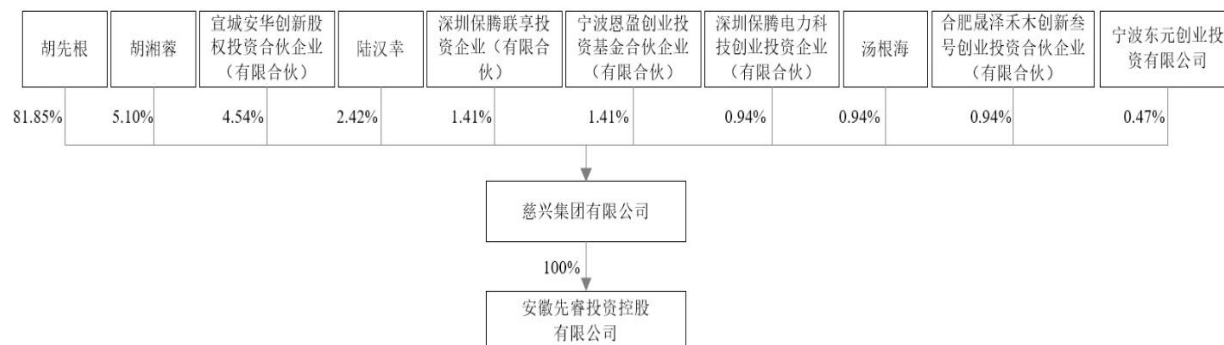 胡先根
胡湘蓉
宣城安华创新股
权投资合伙企业
（有限合伙）
陆汉幸
深圳保腾联享投
资企业（有限合
伙）
宁波恩盈创业投
资基金合伙企业
（有限合伙）
深圳保腾电力科
技创业投资企业
（有限合伙）
汤根海
合肥晟泽禾木创新叁
号创业投资合伙企业
（有限合伙）
宁波东元创业投
资有限公司
81.85%
5.10%
4.54%
2.42%
1.41%
1.41%
0.94%
0.94%
0.94%
0.47%
慈兴集团有限公司
100%
安徽先睿投资控股
有限公司